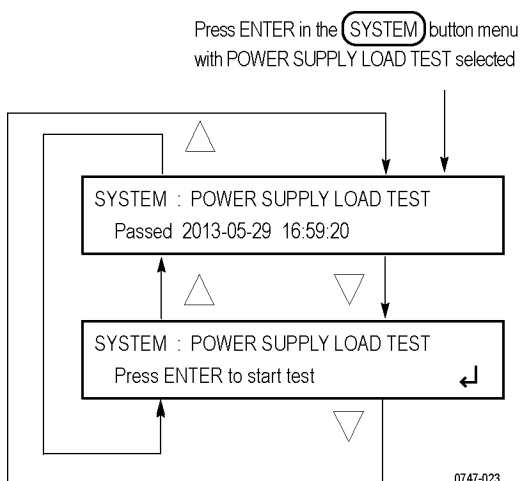 Press ENTER in the SYSTEM button menu
with POWER SUPPLY LOAD TEST selected
SYSTEM : POWER SUPPLY LOAD TEST
Passed 2013-05-29 16:59:20
SYSTEM : POWER SUPPLY LOAD TEST
Press ENTER to start test
0747-023